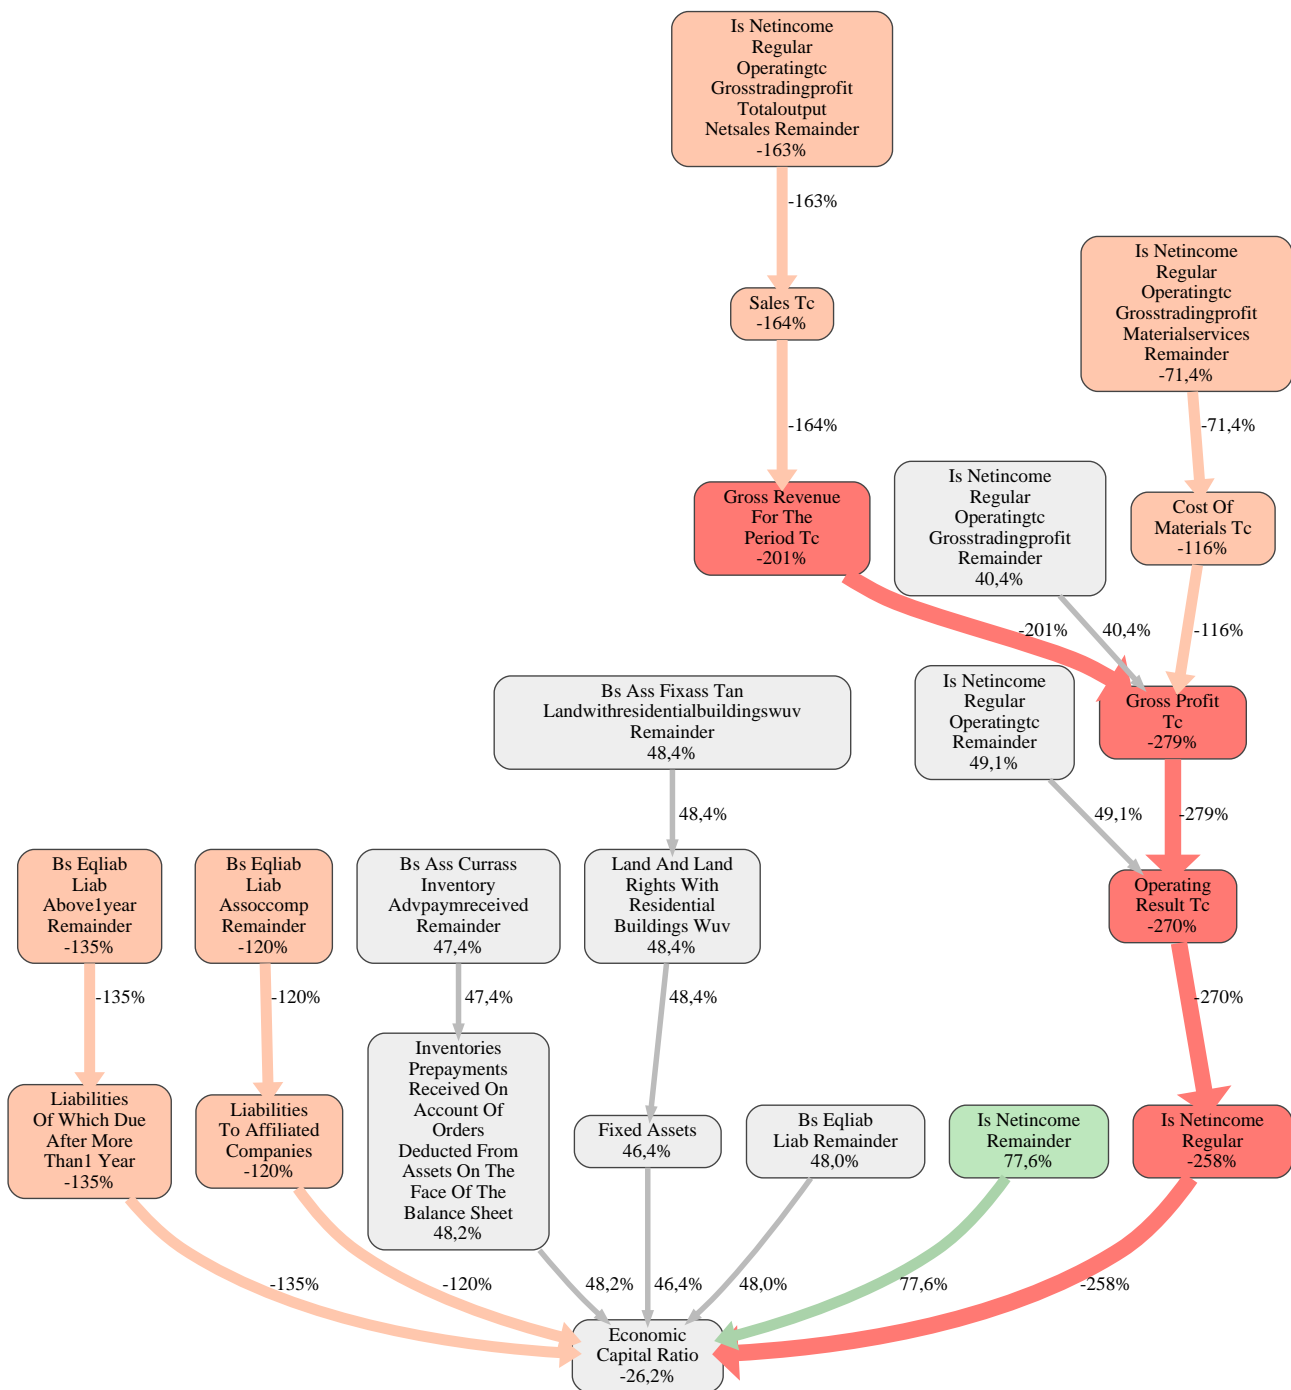 Is Netincome
Regular
Operatingtc
Grosstradingprofit
Totaloutput
Netsales Remainder
-163%
-163%
Sales Tc
-164%
-164%
Is Netincome
Regular
Operatingtc
Grosstradingprofit
Materialservices
Remainder
-71,4%
-71,4%
Gross Revenue
For The
Period Tc
-201%
Is Netincome
Regular
Operatingtc
Grosstradingprofit
Remainder
40,4%
Cost Of
Materials Tc
-116%
-201%
40,4%
-116%
Bs Ass Fixass Tan
Landwithresidentialbuildingswuv
Remainder
48,4%
Is Netincome
Regular
Operatingtc
Remainder
49,1%
Gross Profit
Tc
-279%
48,4%
49,1%
-279%
Bs Eqliab
Liab
Above1year
Remainder
-135%
Bs Eqliab
Liab
Assoccomp
Remainder
-120%
Bs Ass Currass
Inventory
Advpaymreceived
Remainder
47,4%
Land And Land
Rights With
Residential
Buildings Wuv
48,4%
Operating
Result Tc
-270%
-135%
-120%
47,4%
48,4%
-270%
Liabilities
Of Which Due
After More
Than1 Year
-135%
Liabilities
To Affiliated
Companies
-120%
Inventories
Prepayments
Received On
Account Of
Orders
Deducted From
Assets On The
Face Of The
Balance Sheet
48,2%
Fixed Assets
46,4%
Bs Eqliab
Liab Remainder
48,0%
Is Netincome
Remainder
77,6%
Is Netincome
Regular
-258%
-135%
-120%
48,2%
46,4%
48,0%
77,6%
-258%
Economic
Capital Ratio
-26,2%